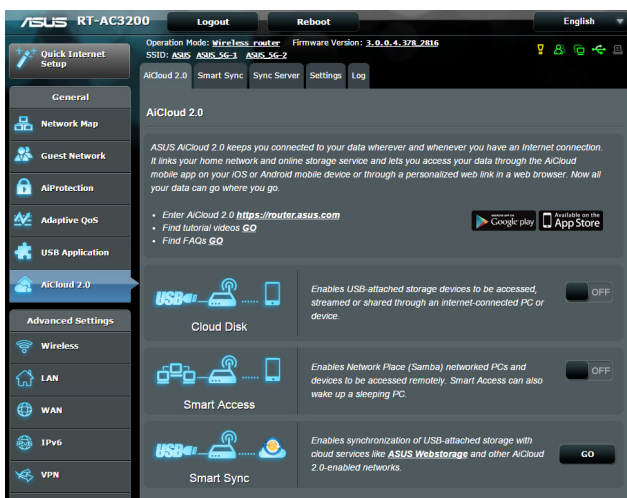 ASUS RT-AC3200 Logout Reboot English
Quick Internet Setup
Operation Mode: Wireless router Firmware Version: 3.0.0.4.378_2816
SSID: ASUS ASUS_5G-1 ASUS_5G-2
AiCloud 2.0 Smart Sync Sync Server Settings Log
General
Network Map
Guest Network
AiProtection
Adaptive QoS
USB Application
AiCloud 2.0
Advanced Settings
Wireless
LAN
WAN
IPv6
VPN
AiCloud 2.0
ASUS AiCloud 2.0 keeps you connected to your data wherever and whenever you have an Internet connection.
It links your home network and online storage service and lets you access your data through the AiCloud
mobile app on your iOS or Android mobile device or through a personalized web link in a web browser. Now all
your data can go where you go.
• Enter AiCloud 2.0 https://router.asus.com
• Find tutorial videos GO
• Find FAQs GO
Google play
Available on the
App Store
USB
Cloud Disk
Enables USB-attached storage devices to be accessed,
streamed or shared through an internet-connected PC or
device.
OFF
Smart Access
Enables Network Place (Samba) networked PCs and
devices to be accessed remotely. Smart Access can also
wake up a sleeping PC.
OFF
USB
Smart Sync
Enables synchronization of USB-attached storage with
cloud services like ASUS Webstorage and other AiCloud
2.0-enabled networks.
GO